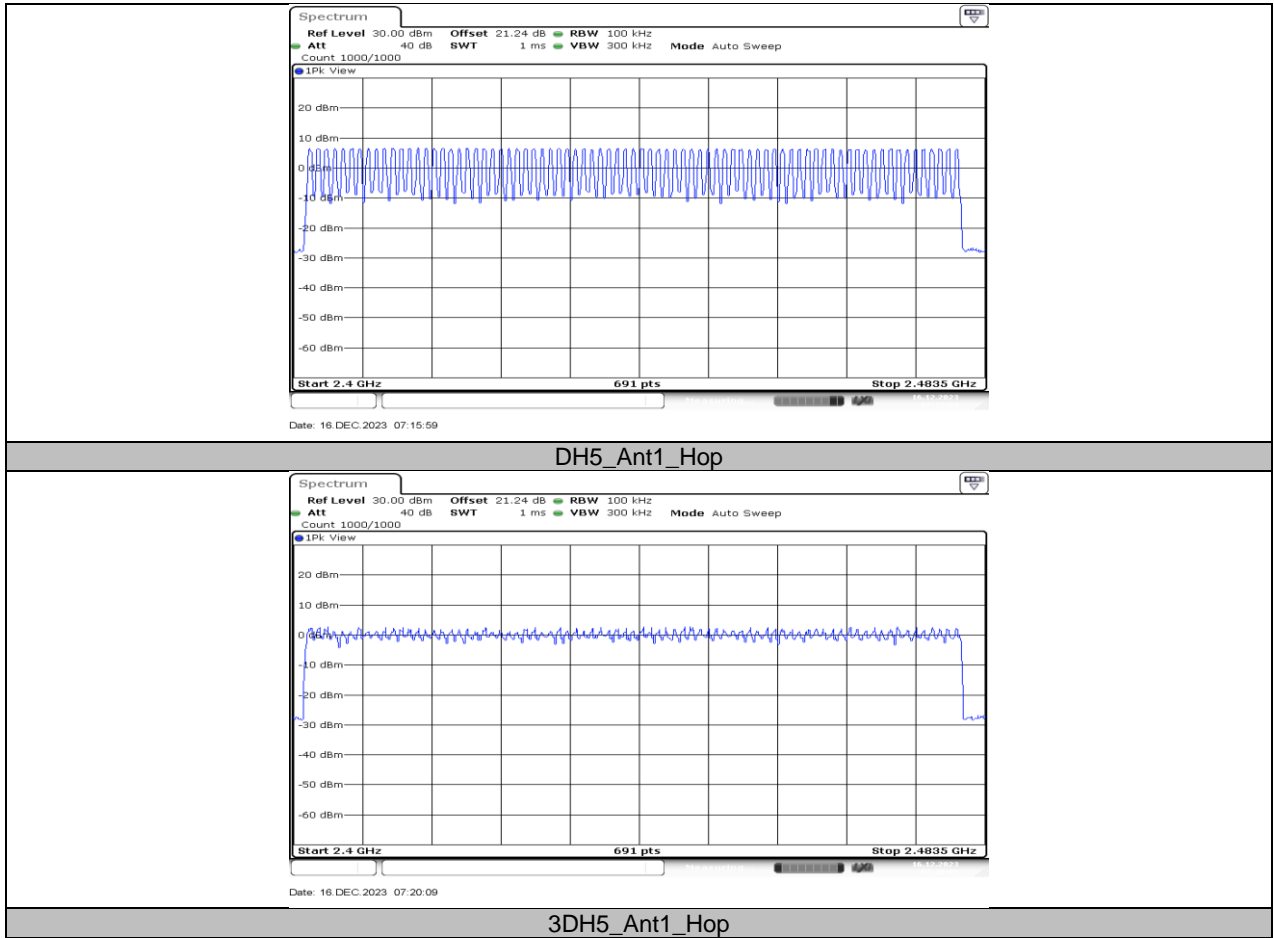 Spectrum
Ref Level 30.00 dBm Offset 21.24 dB RBW 100 kHz
Att 40 dB SWT 1 ms VBW 300 kHz Mode Auto Sweep
Count 1000/1000
1Pk View
20 dBm
10 dBm
0 dBm
-10 dBm
-20 dBm
-30 dBm
-40 dBm
-50 dBm
-60 dBm
Start 2.4 GHz 691 pts Stop 2.4835 GHz
Date: 16.DEC.2023 07:15:59
DH5_Ant1_Hop
Spectrum
Ref Level 30.00 dBm Offset 21.24 dB RBW 100 kHz
Att 40 dB SWT 1 ms VBW 300 kHz Mode Auto Sweep
Count 1000/1000
1Pk View
20 dBm
10 dBm
0 dBm
-10 dBm
-20 dBm
-30 dBm
-40 dBm
-50 dBm
-60 dBm
Start 2.4 GHz 691 pts Stop 2.4835 GHz
Date: 16.DEC.2023 07:20:09
3DH5_Ant1_Hop